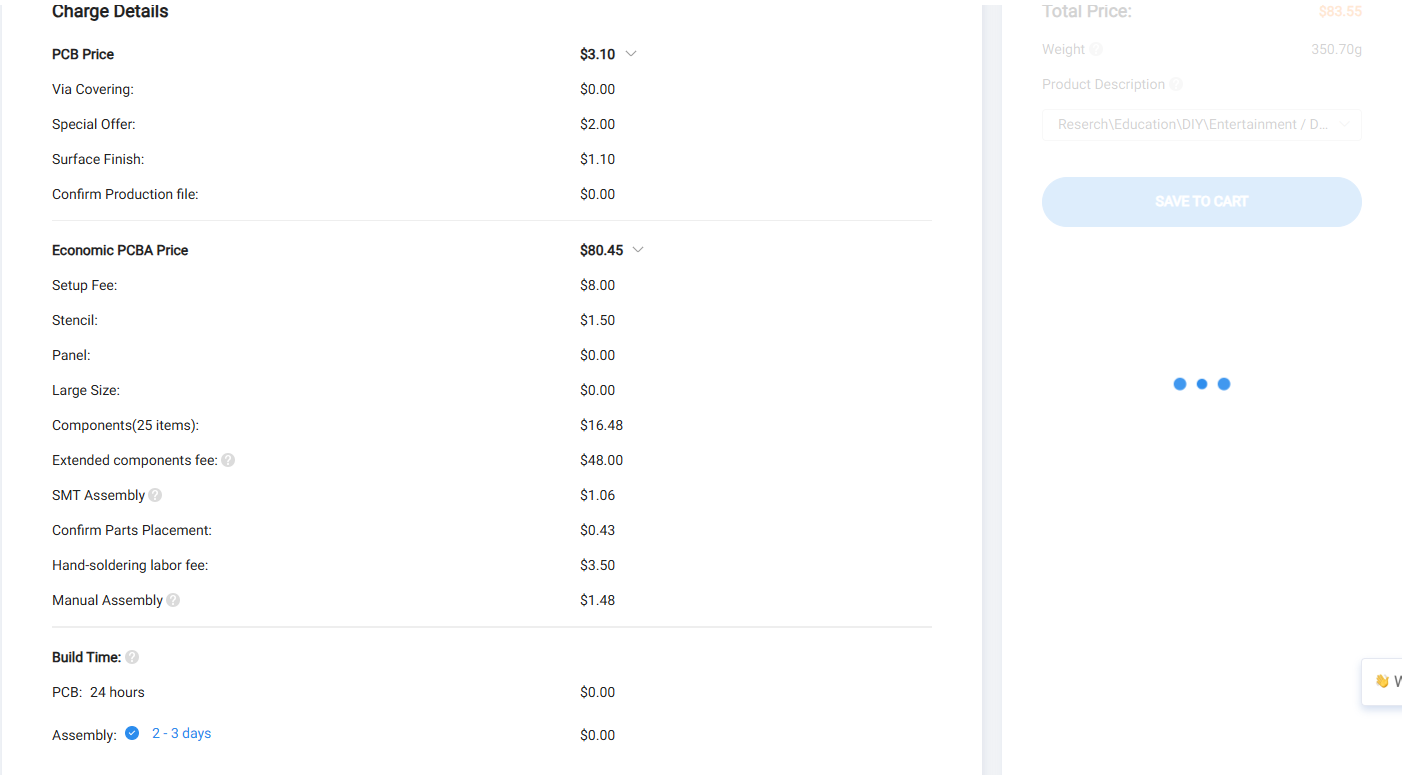 Charge Details
PCB Price $3.10
Via Covering: $0.00
Special Offer: $2.00
Surface Finish: $1.10
Confirm Production file: $0.00
Economic PCBA Price $80.45
Setup Fee: $8.00
Stencil: $1.50
Panel: $0.00
Large Size: $0.00
Components(25 items): $16.48
Extended components fee: $48.00
SMT Assembly $1.06
Confirm Parts Placement: $0.43
Hand-soldering labor fee: $3.50
Manual Assembly $1.48
Build Time:
PCB: 24 hours $0.00
Assembly: 2 - 3 days $0.00
Total Price: $83.55
Weight 350.70g
Product Description
Reserch\Education\DIY\Entertainment / D...
SAVE TO CART